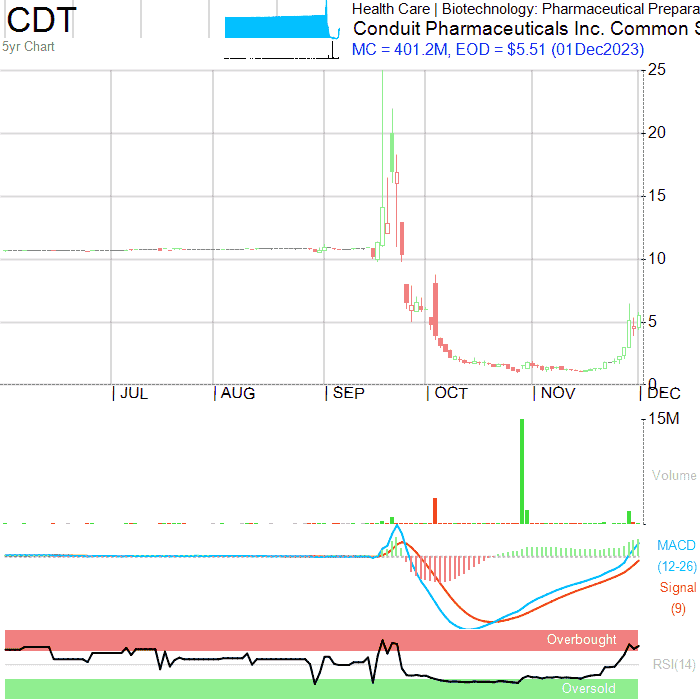 CDT
5yr Chart
Health Care | Biotechnology: Pharmaceutical Prepara
Conduit Pharmaceuticals Inc. Common S
MC = 401.2M, EOD = $5.51 (01Dec2023)
25
20
15
10
5
0
| JUL | AUG | SEP | OCT | NOV | DEC
15M
Volume
MACD
(12-26)
Signal
(9)
Overbought
RSI(14)
Oversold